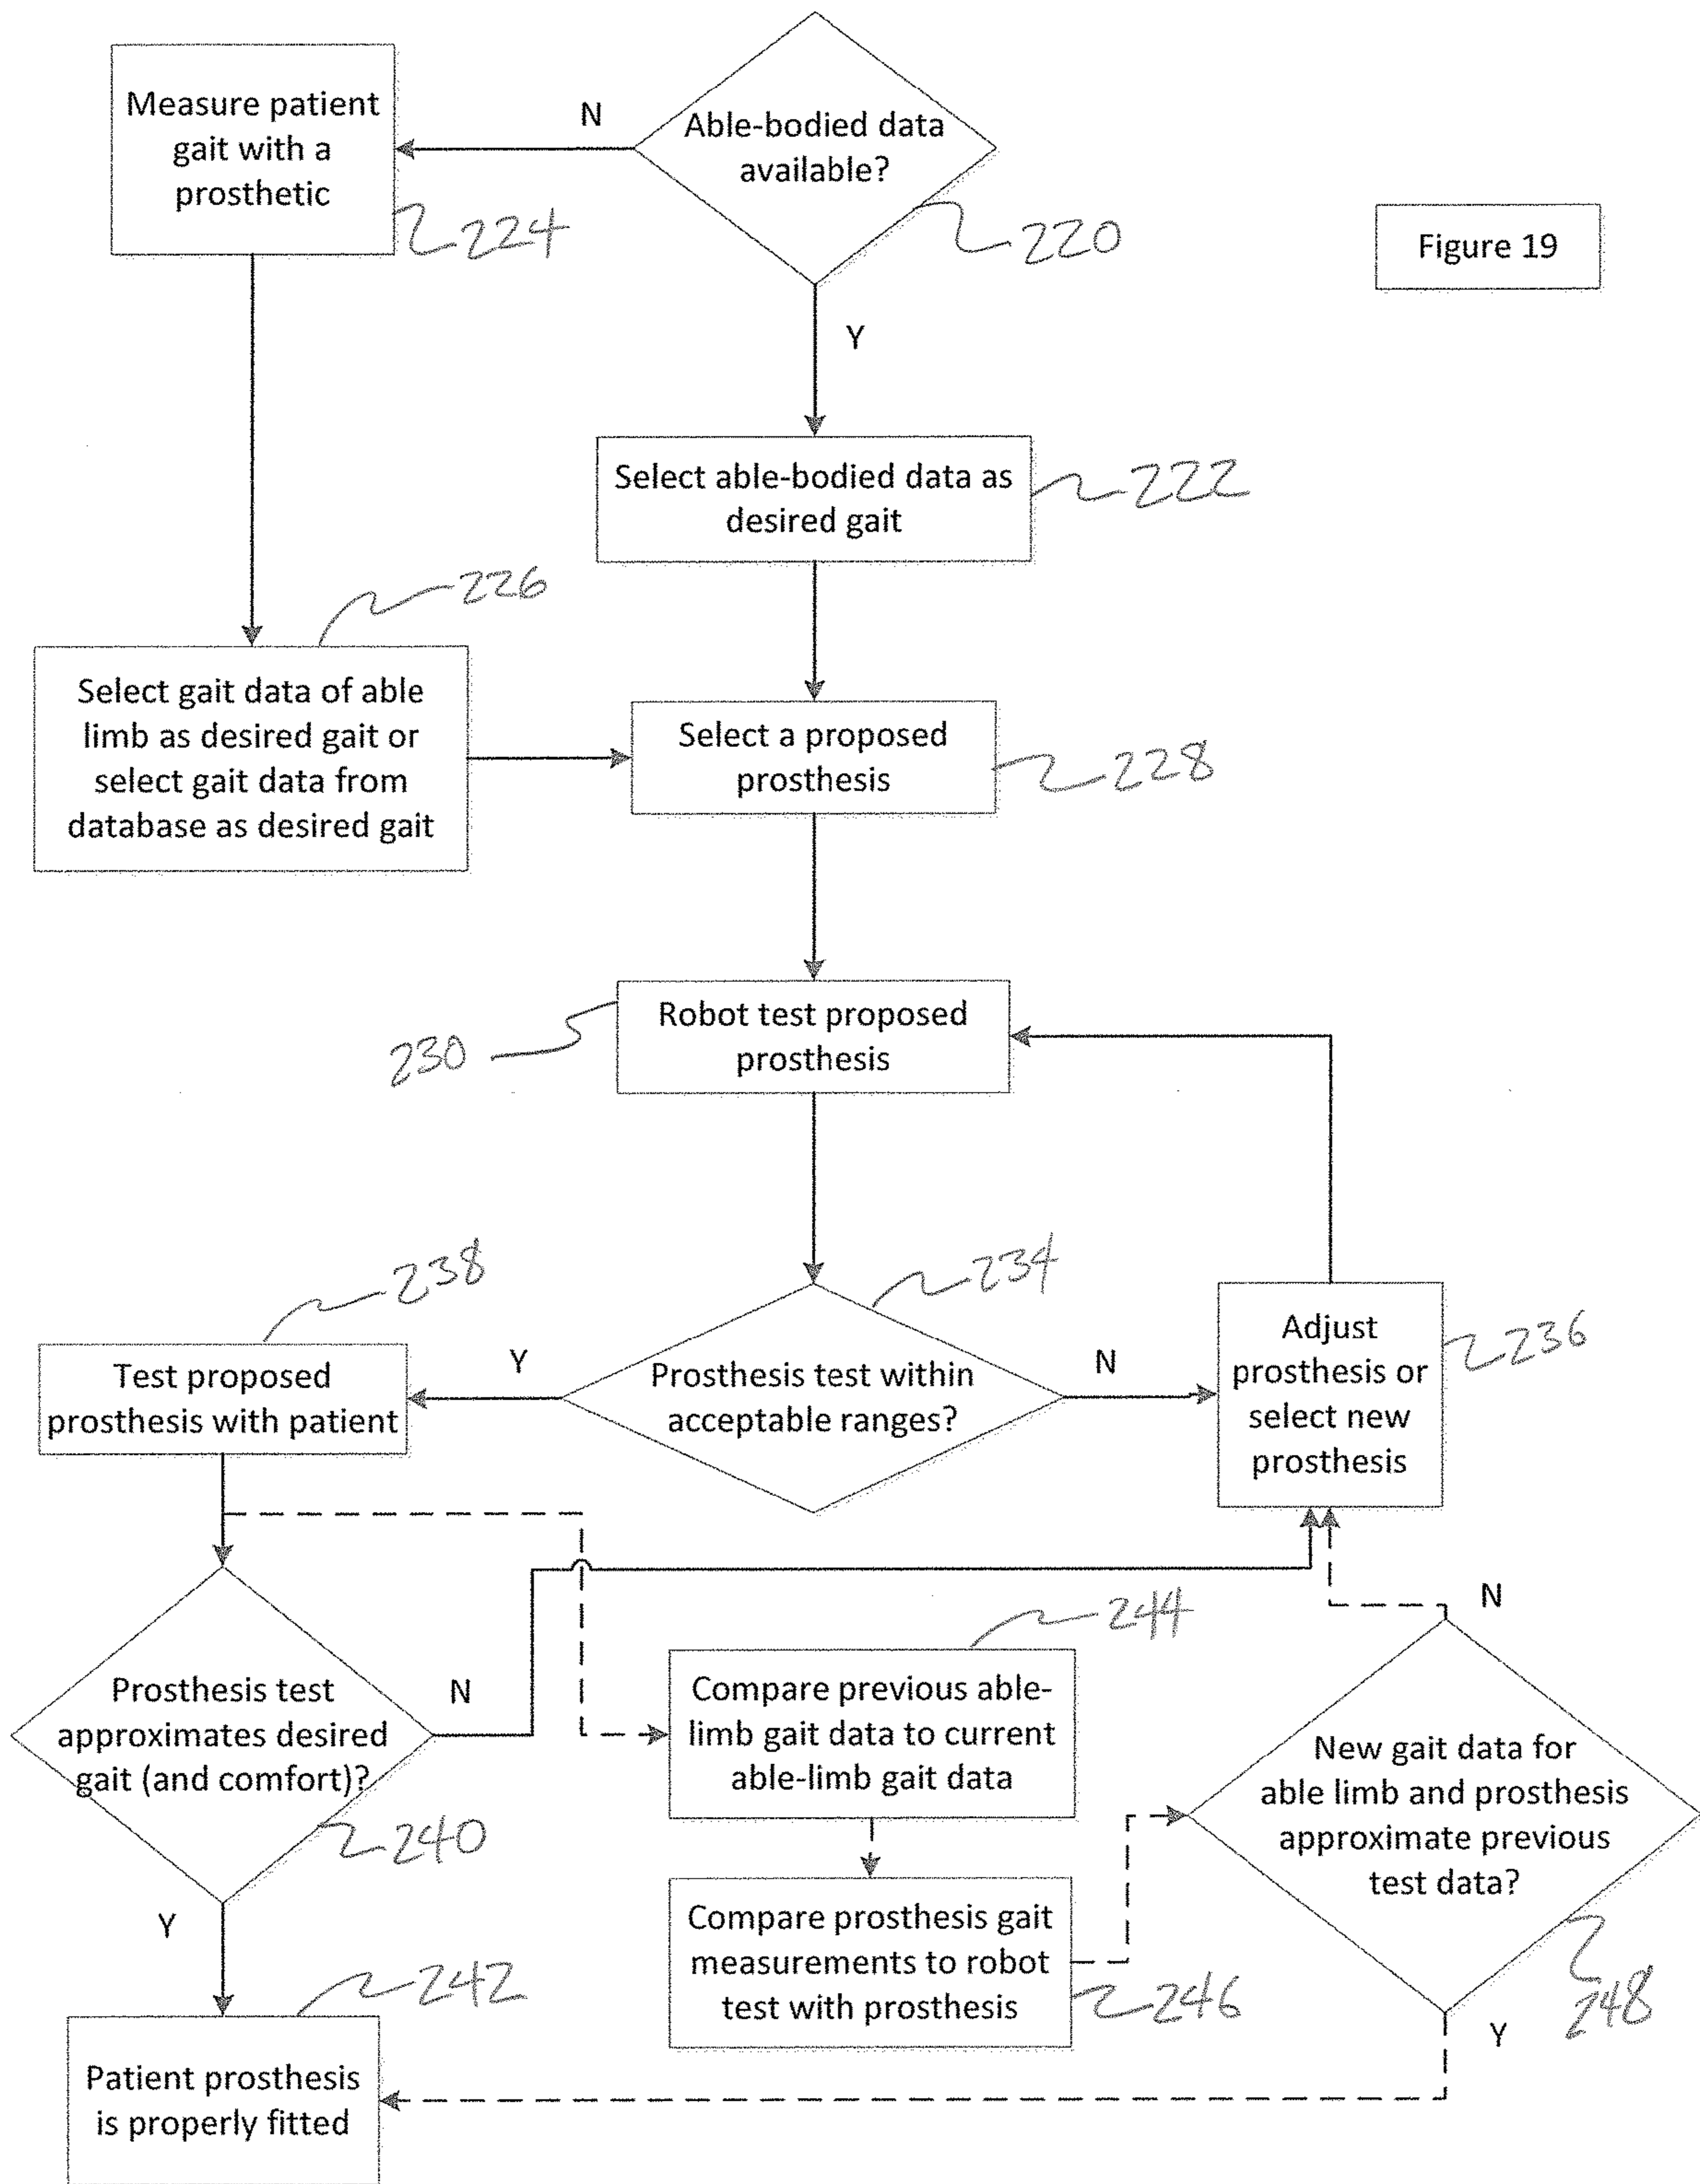 Measure patient
gait with a
prosthetic
224
N
Able-bodied data
available?
220
Figure 19
Y
Select able-bodied data as
desired gait
222
226
Select gait data of able
limb as desired gait or
select gait data from
database as desired gait
Select a proposed
prosthesis
228
Robot test proposed
prosthesis
230
238
Test proposed
prosthesis with patient
Y
234
Prosthesis test within
acceptable ranges?
N
Adjust
prosthesis or
select new
prosthesis
236
Prosthesis test
approximates desired
gait (and comfort)?
240
N
244
Compare previous able-
limb gait data to current
able-limb gait data
N
New gait data for
able limb and prosthesis
approximate previous
test data?
248
Compare prosthesis gait
measurements to robot
test with prosthesis
246
Y
242
Patient prosthesis
is properly fitted
Y